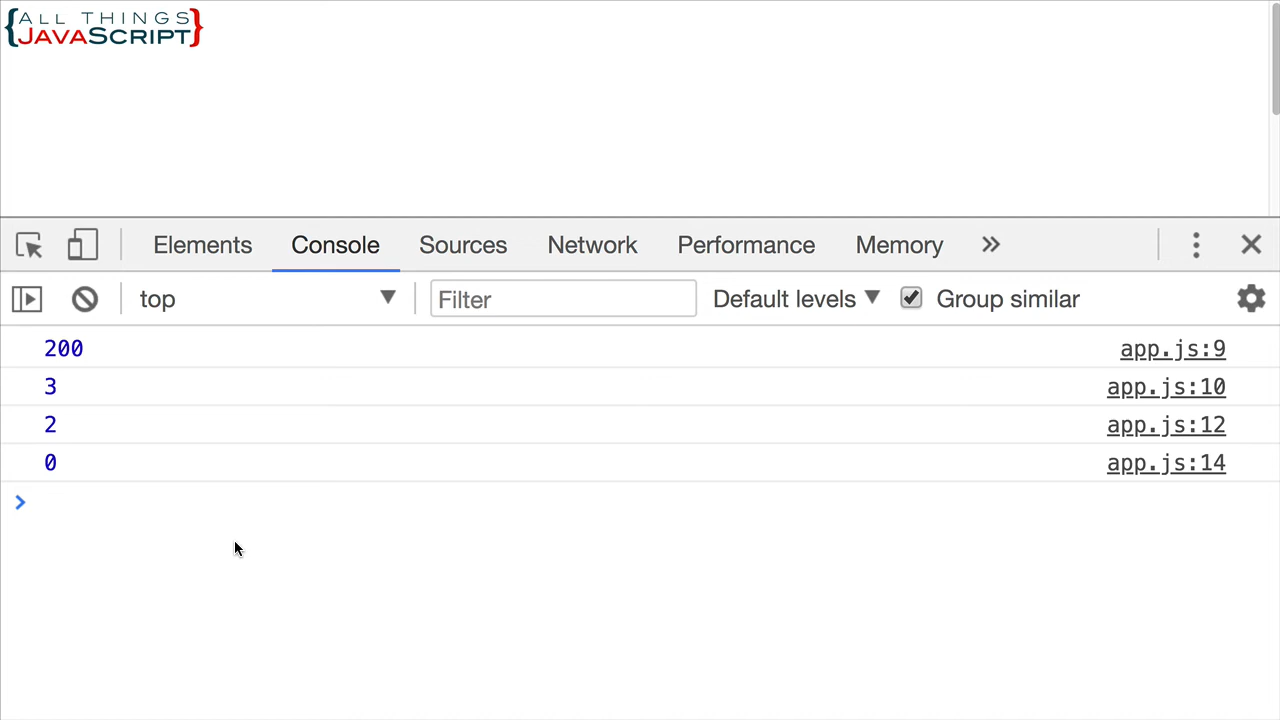 {ALL THINGS
JAVASCRIPT}
Elements Console Sources Network Performance Memory »
top Filter Default levels Group similar
200 app.js:9
3 app.js:10
2 app.js:12
0 app.js:14